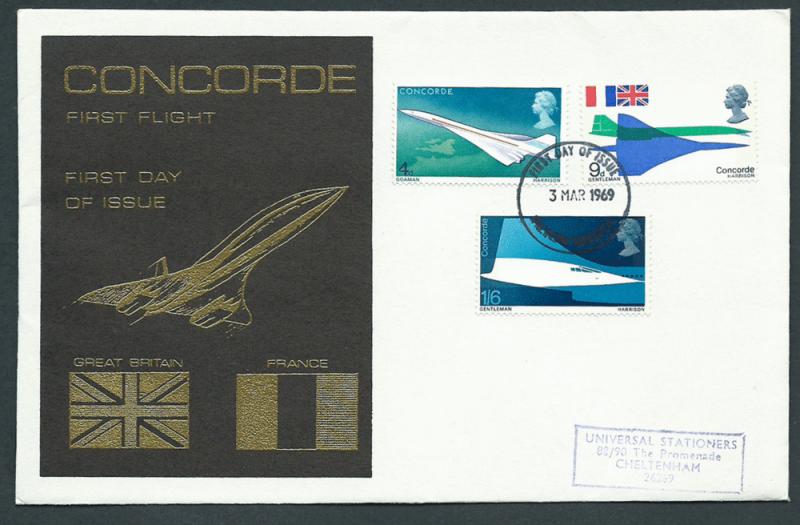 CONCORDE
FIRST FLIGHT
FIRST DAY
OF ISSUE
GREAT BRITAIN
FRANCE
CONCORDE
4d
GOAMAN HARRISON
9d
GENTLEMAN
Concorde
HARRISON
FIRST DAY OF ISSUE
3 MAR 1969
Concorde
1/6
GENTLEMAN HARRISON
UNIVERSAL STATIONERS
88/90 The Promenade
CHELTENHAM
26269